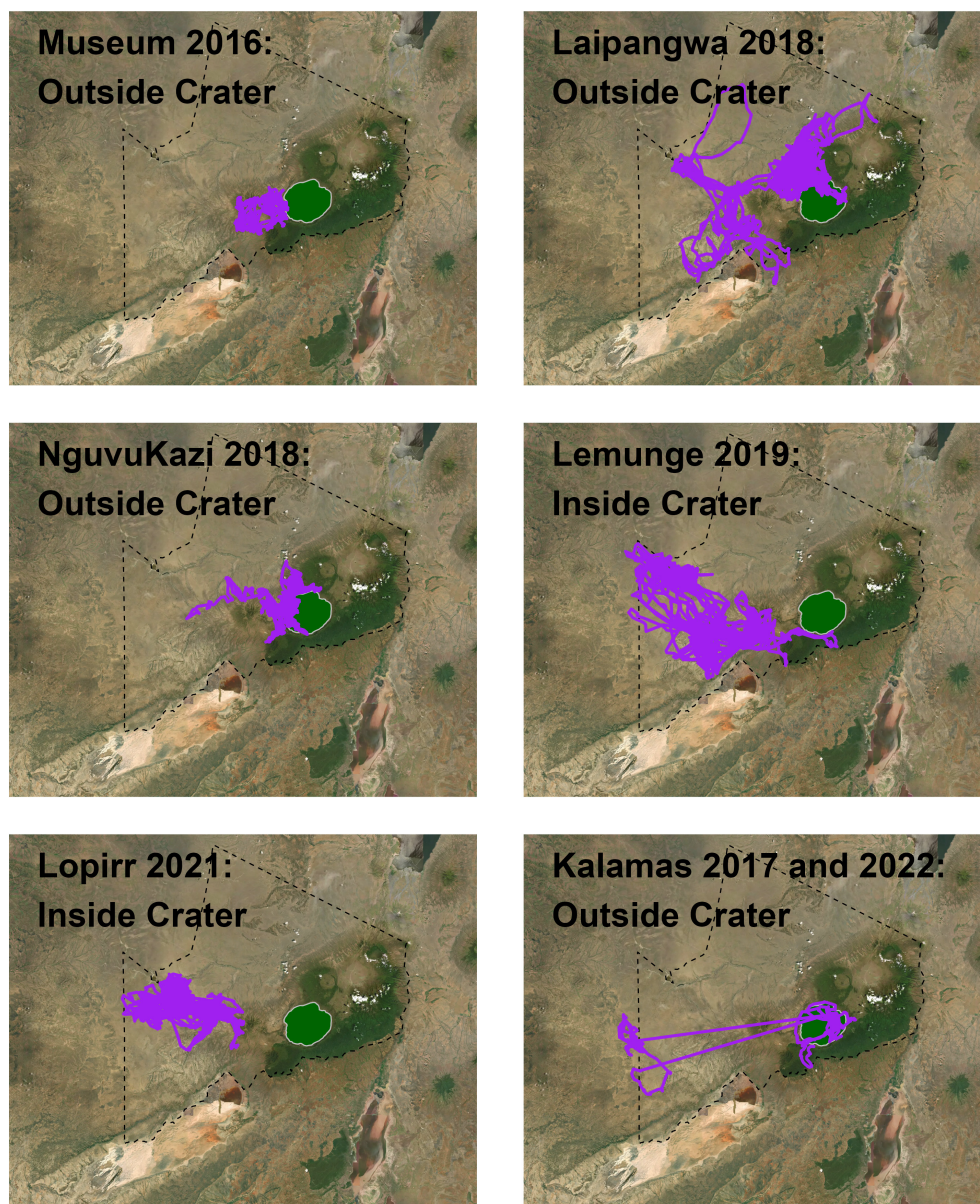 Museum 2016:
Outside Crater
Laipangwa 2018:
Outside Crater
NguvuKazi 2018:
Outside Crater
Lemunge 2019:
Inside Crater
Lopirr 2021:
Inside Crater
Kalamas 2017 and 2022:
Outside Crater